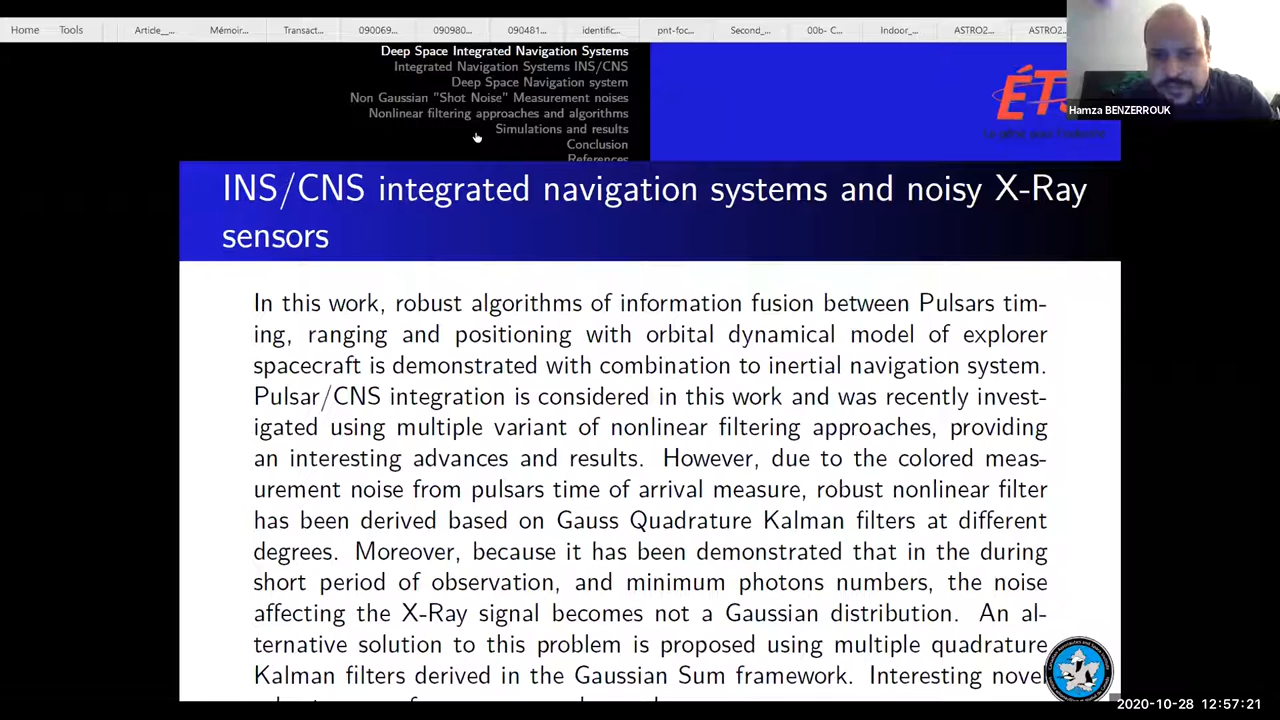 Home Tools Article_... Mémoir... Transact... 090069... 090980... 090481... identific... pnt-foc... Second_... 00b- C... Indoor_... ASTRO2... ASTRO2...
Deep Space Integrated Navigation Systems
Integrated Navigation Systems INS/CNS
Deep Space Navigation system
Non Gaussian "Shot Noise" Measurement noises
Nonlinear filtering approaches and algorithms
Simulations and results
Conclusion
References
ÉTS
Hamza BENZERROUK
INS/CNS integrated navigation systems and noisy X-Ray
sensors
In this work, robust algorithms of information fusion between Pulsars tim-
ing, ranging and positioning with orbital dynamical model of explorer
spacecraft is demonstrated with combination to inertial navigation system.
Pulsar/CNS integration is considered in this work and was recently invest-
igated using multiple variant of nonlinear filtering approaches, providing
an interesting advances and results. However, due to the colored meas-
urement noise from pulsars time of arrival measure, robust nonlinear filter
has been derived based on Gauss Quadrature Kalman filters at different
degrees. Moreover, because it has been demonstrated that in the during
short period of observation, and minimum photons numbers, the noise
affecting the X-Ray signal becomes not a Gaussian distribution. An al-
ternative solution to this problem is proposed using multiple quadrature
Kalman filters derived in the Gaussian Sum framework. Interesting novel
2020-10-28 12:57:21